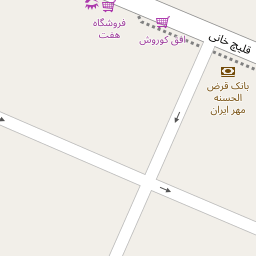 قلیچ خانی
فروشگاه
هفت
افق کوروش
بانک قرض
الحسنه
مهر ایران